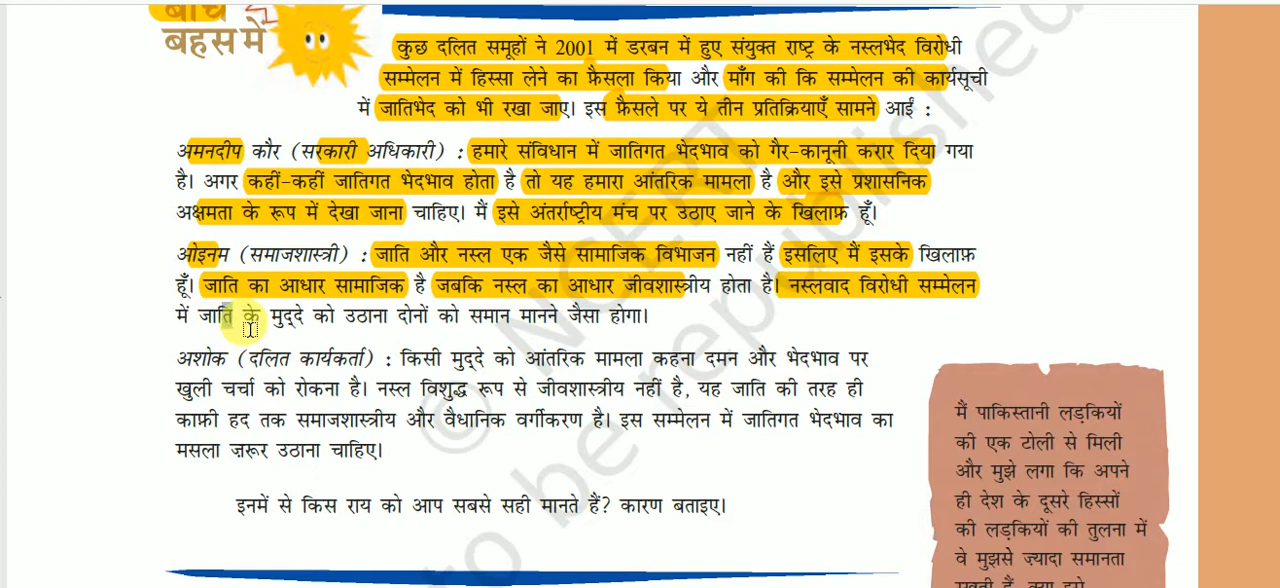 बीच
बहस में
कुछ दलित समूहों ने 2001 में डरबन में हुए संयुक्त राष्ट्र के नस्लभेद विरोधी
सम्मेलन में हिस्सा लेने का फ़ैसला किया और माँग की कि सम्मेलन की कार्यसूची
में जातिभेद को भी रखा जाए। इस फ़ैसले पर ये तीन प्रतिक्रियाएँ सामने आईं :
अमनदीप कौर (सरकारी अधिकारी) : हमारे संविधान में जातिगत भेदभाव को गैर-कानूनी करार दिया गया
है। अगर कहीं-कहीं जातिगत भेदभाव होता है तो यह हमारा आंतरिक मामला है और इसे प्रशासनिक
अक्षमता के रूप में देखा जाना चाहिए। मैं इसे अंतर्राष्ट्रीय मंच पर उठाए जाने के खिलाफ़ हूँ।
ओइनम (समाजशास्त्री) : जाति और नस्ल एक जैसे सामाजिक विभाजन नहीं हैं इसलिए मैं इसके खिलाफ़
हूँ। जाति का आधार सामाजिक है जबकि नस्ल का आधार जीवशास्त्रीय होता है। नस्लवाद विरोधी सम्मेलन
में जाति के मुद्दे को उठाना दोनों को समान मानने जैसा होगा।
अशोक (दलित कार्यकर्ता) : किसी मुद्दे को आंतरिक मामला कहना दमन और भेदभाव पर
खुली चर्चा को रोकना है। नस्ल विशुद्ध रूप से जीवशास्त्रीय नहीं है, यह जाति की तरह ही
काफ़ी हद तक समाजशास्त्रीय और वैधानिक वर्गीकरण है। इस सम्मेलन में जातिगत भेदभाव का
मसला ज़रूर उठाना चाहिए।
इनमें से किस राय को आप सबसे सही मानते हैं? कारण बताइए।
मैं पाकिस्तानी लड़कियों
की एक टोली से मिली
और मुझे लगा कि अपने
ही देश के दूसरे हिस्सों
की लड़कियों की तुलना में
वे मुझसे ज़्यादा समानता
© NCERT
to be republished